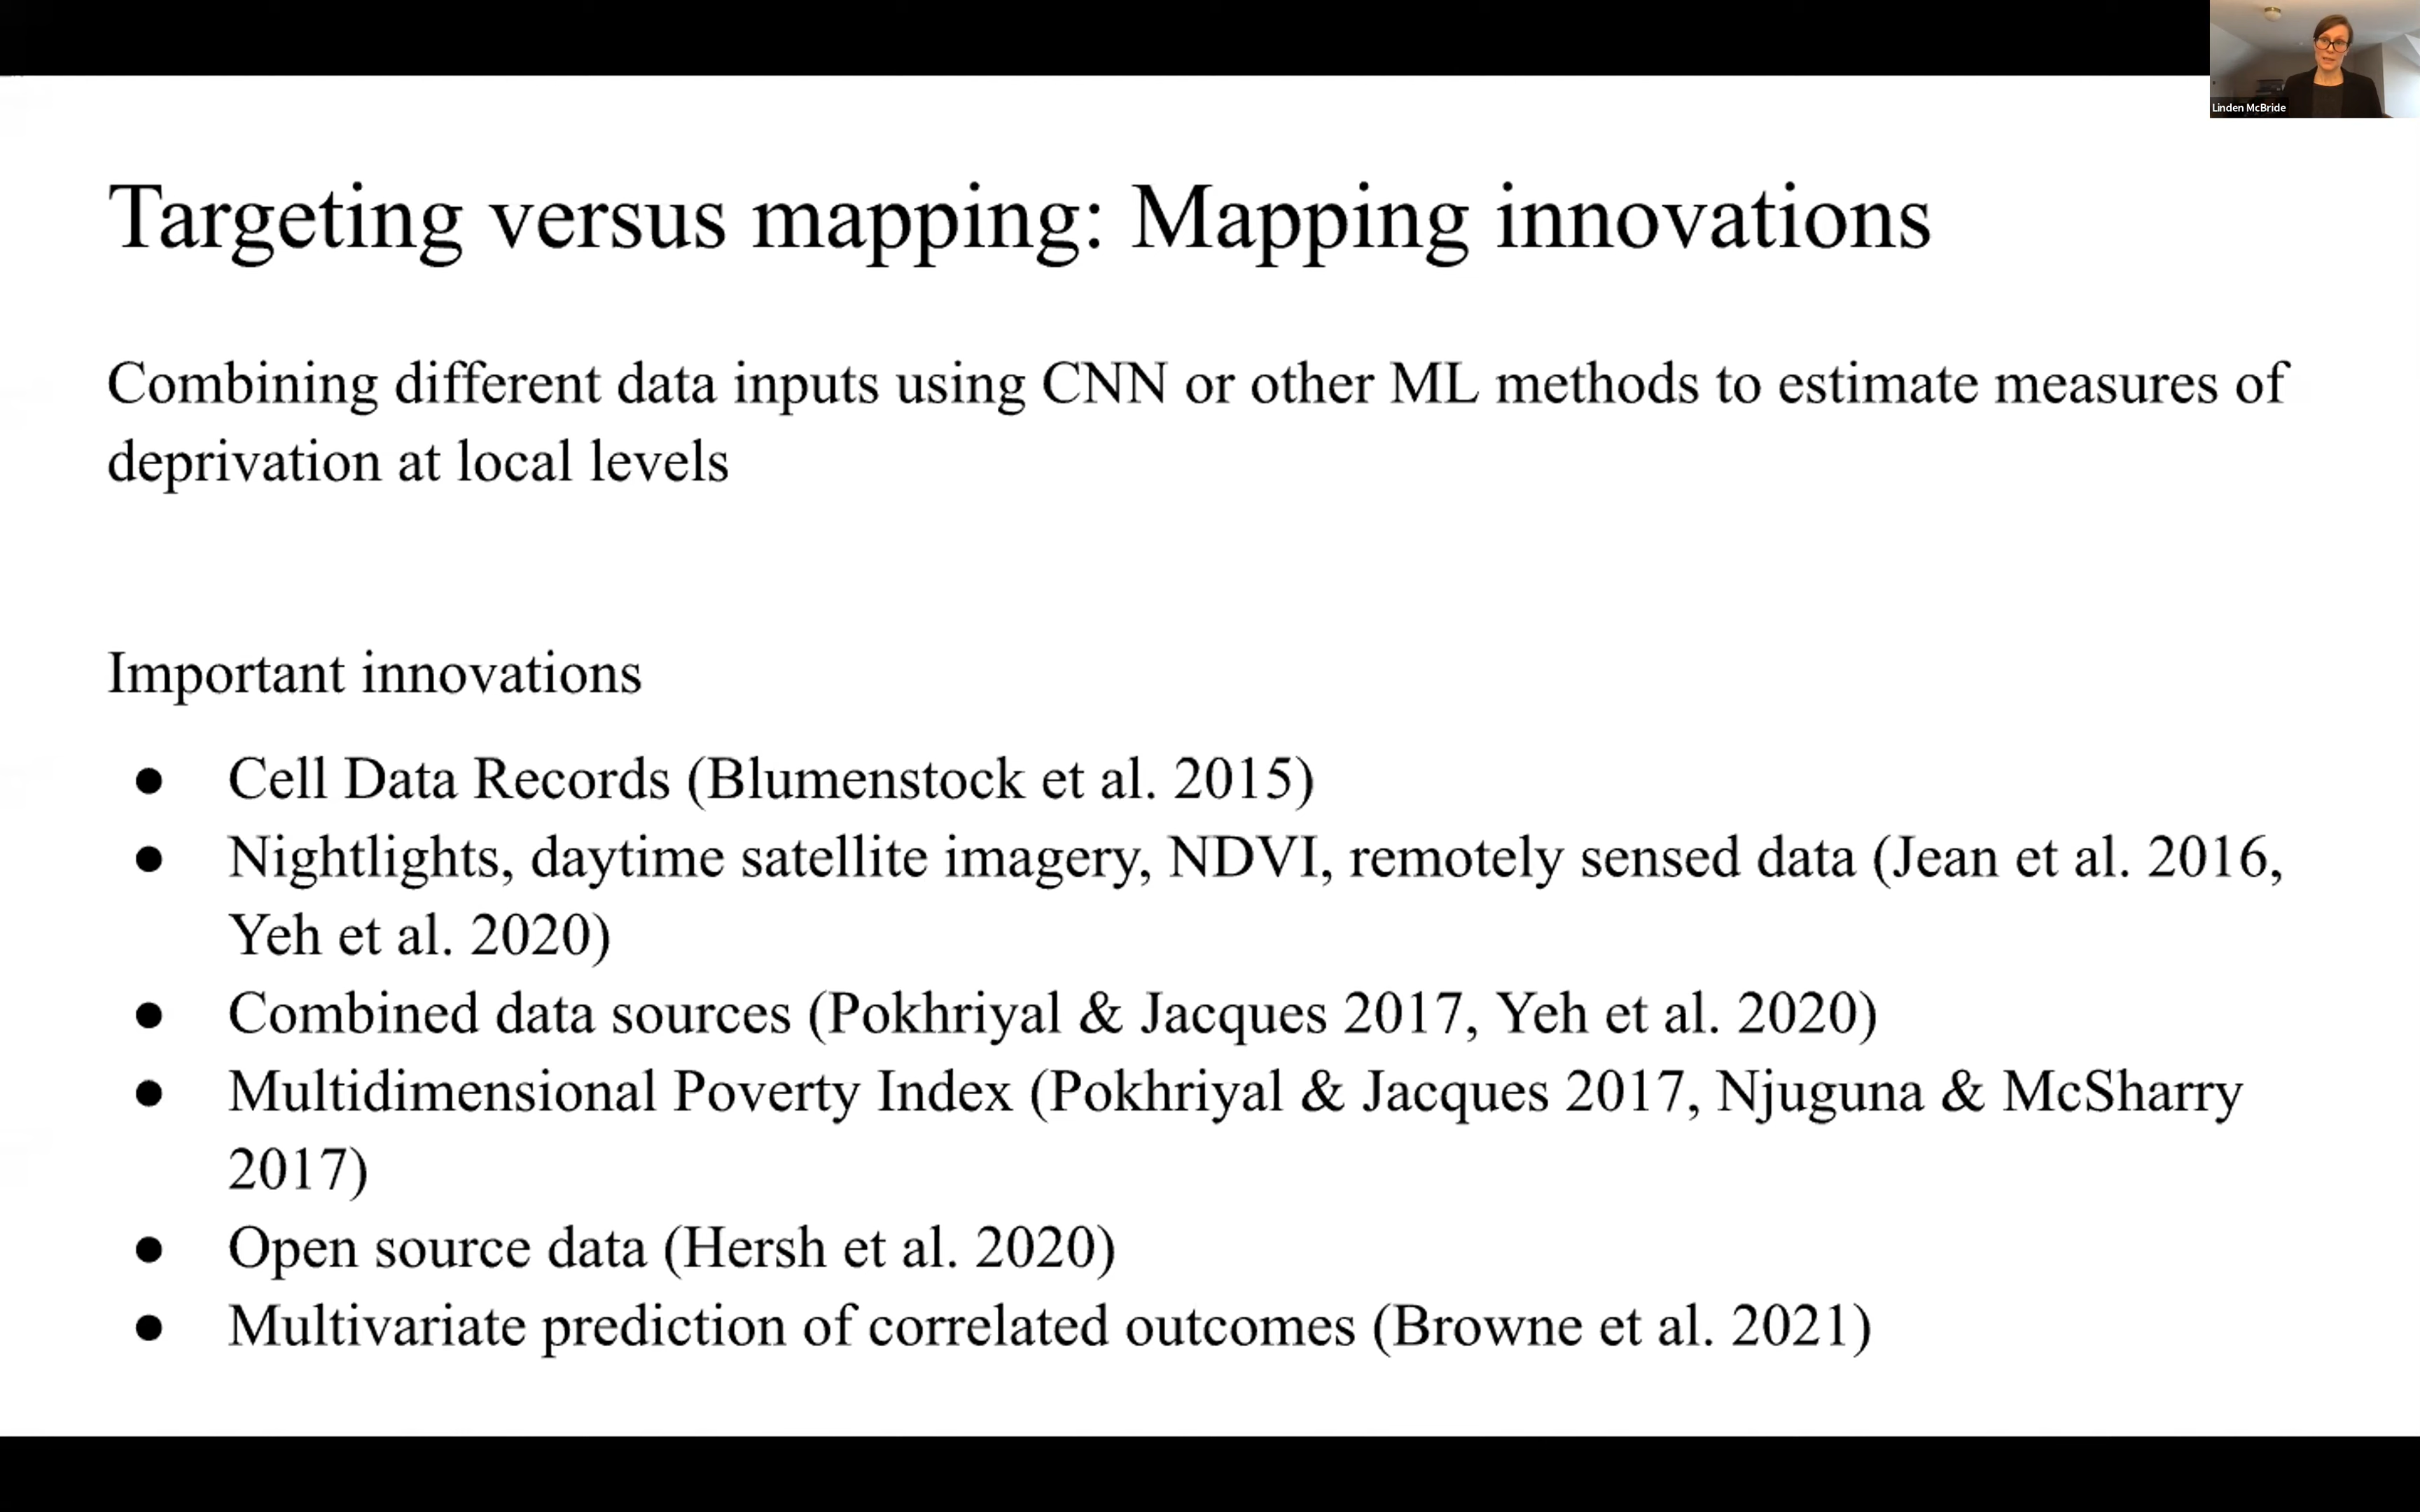 Linden McBride
Targeting versus mapping: Mapping innovations
Combining different data inputs using CNN or other ML methods to estimate measures of
deprivation at local levels
Important innovations
● Cell Data Records (Blumenstock et al. 2015)
● Nightlights, daytime satellite imagery, NDVI, remotely sensed data (Jean et al. 2016,
Yeh et al. 2020)
● Combined data sources (Pokhriyal & Jacques 2017, Yeh et al. 2020)
● Multidimensional Poverty Index (Pokhriyal & Jacques 2017, Njuguna & McSharry
2017)
● Open source data (Hersh et al. 2020)
● Multivariate prediction of correlated outcomes (Browne et al. 2021)